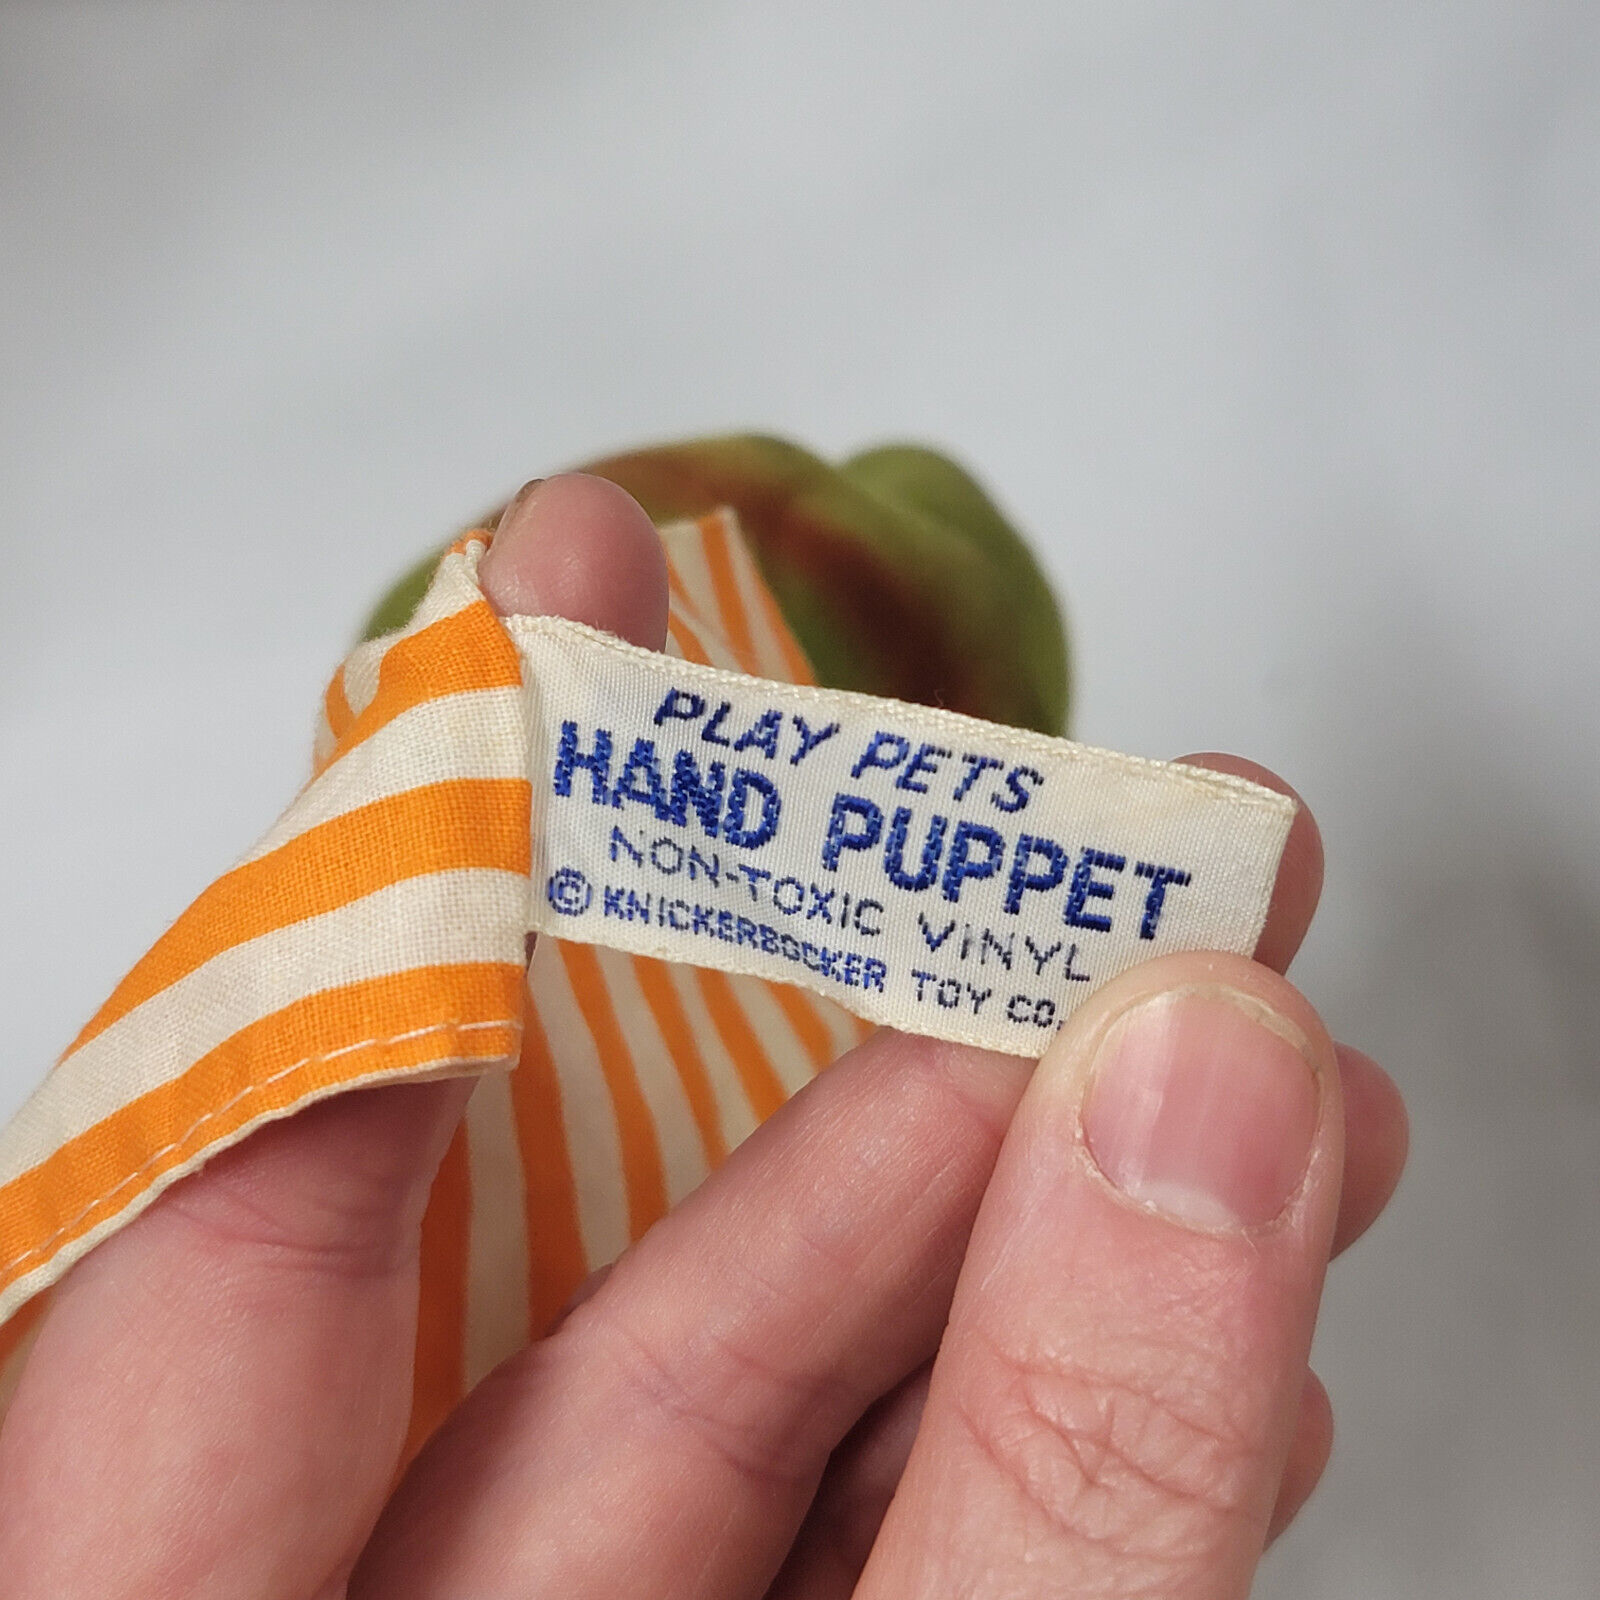 PLAY PETS
HAND PUPPET
NON-TOXIC VINYL
© KNICKERBOCKER TOY CO.